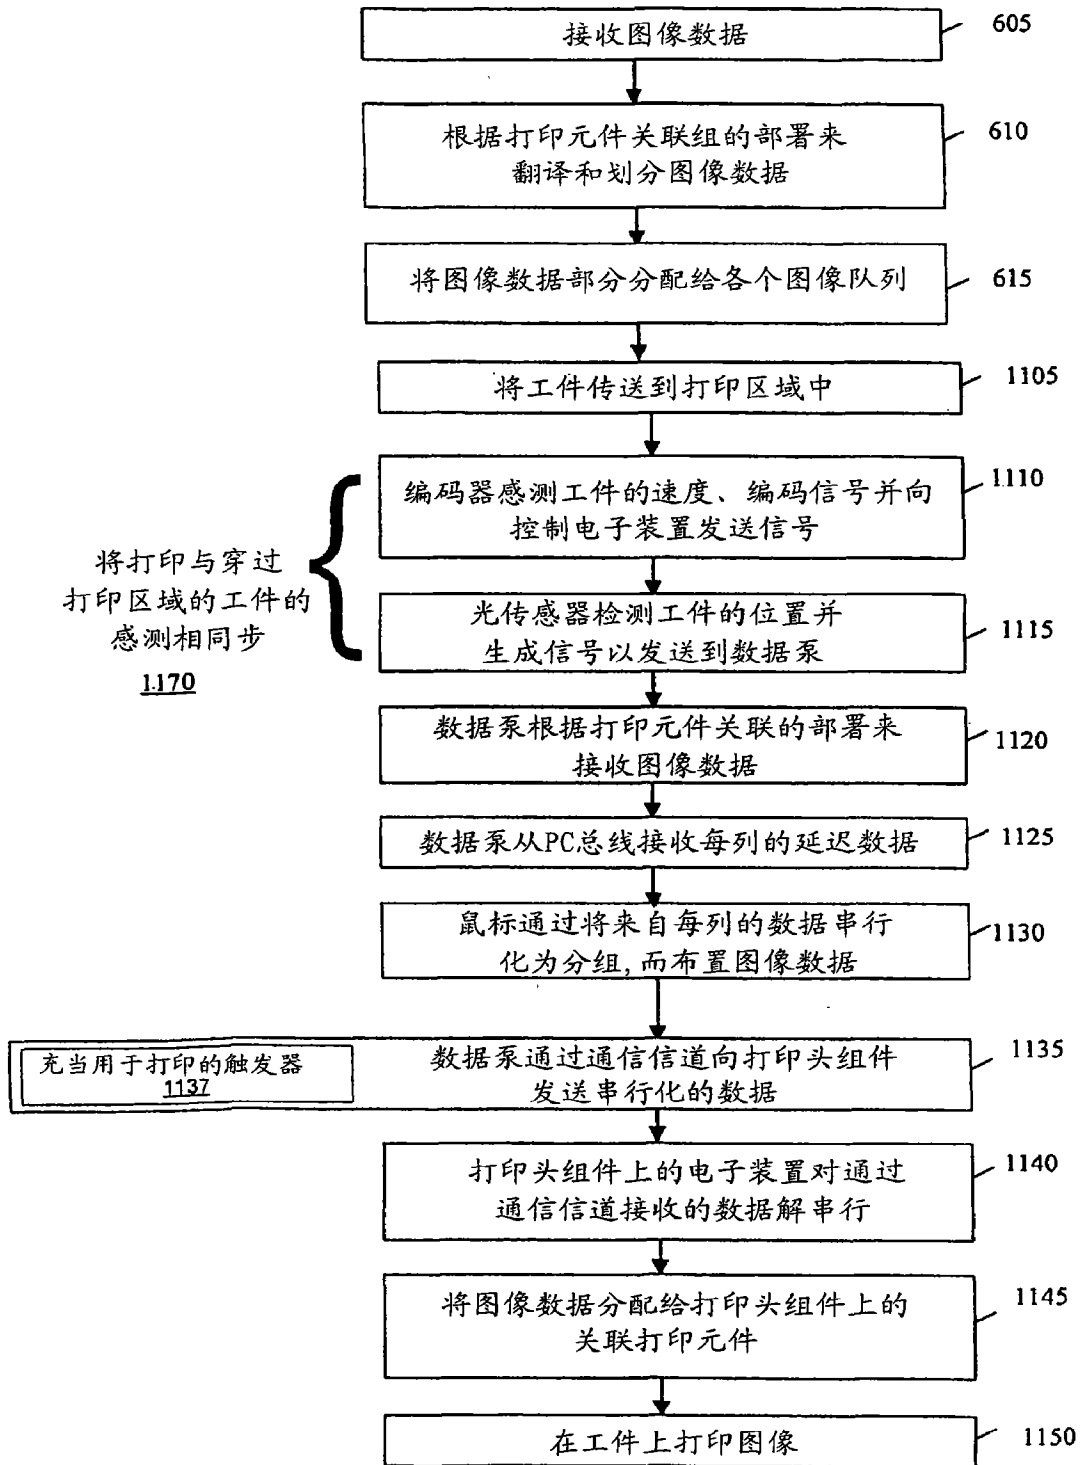 接收图像数据
605
根据打印元件关联组的部署来
翻译和划分图像数据
610
将图像数据部分分配给各个图像队列
615
将工件传送到打印区域中
1105
编码器感测工件的速度、编码信号并向
控制电子装置发送信号
1110
将打印与穿过
打印区域的工件的
感测相同步
1170
光传感器检测工件的位置并
生成信号以发送到数据泵
1115
数据泵根据打印元件关联的部署来
接收图像数据
1120
数据泵从PC总线接收每列的延迟数据
1125
鼠标通过将来自每列的数据串行
化为分组,而布置图像数据
1130
充当用于打印的触发器
1137
数据泵通过通信信道向打印头组件
发送串行化的数据
1135
打印头组件上的电子装置对通过
通信信道接收的数据解串行
1140
将图像数据分配给打印头组件上的
关联打印元件
1145
在工件上打印图像
1150